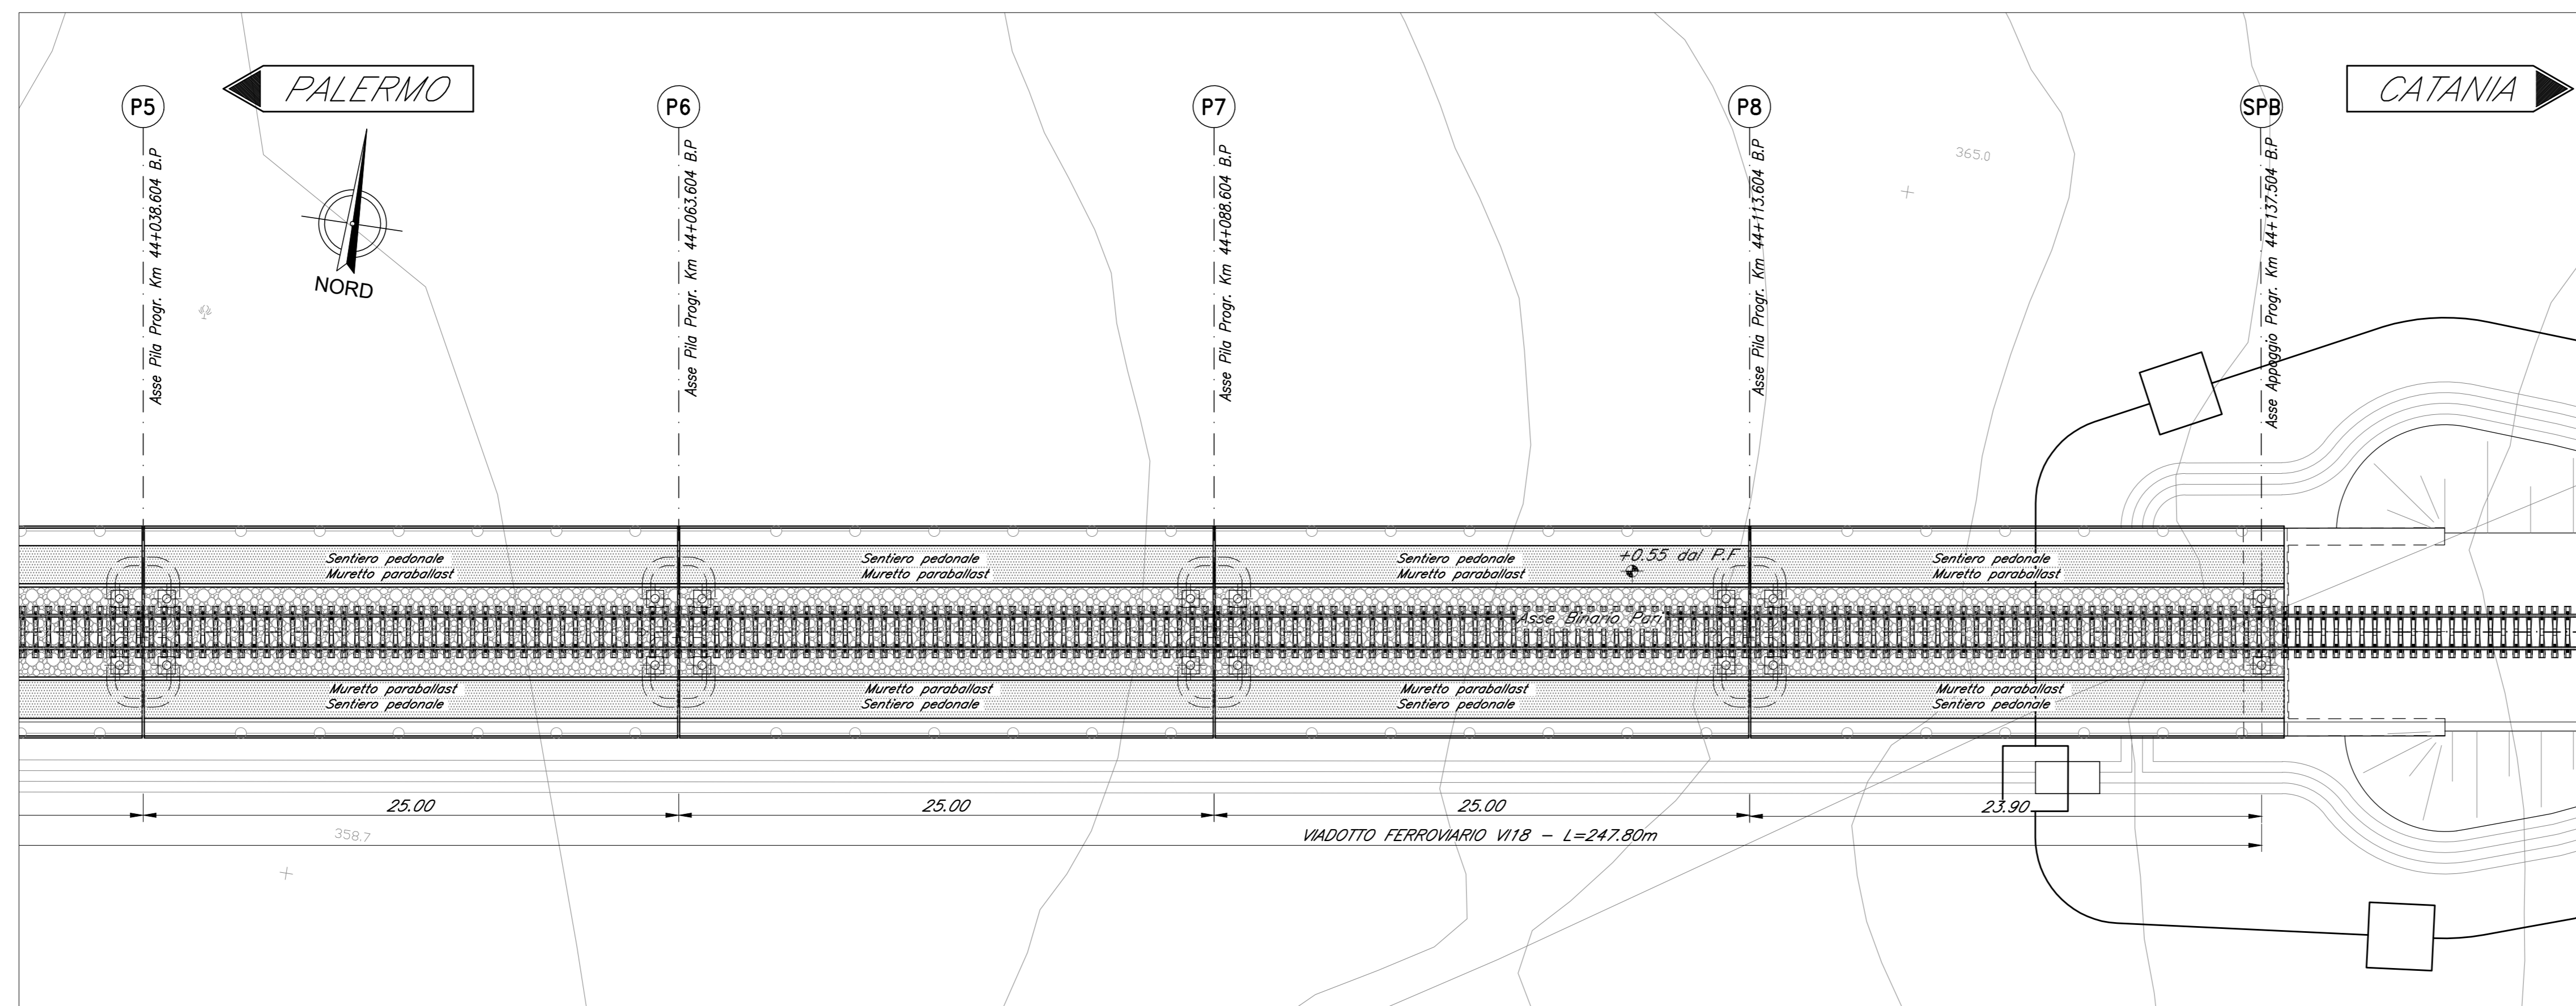 PALERMO
CATANIA
P5
P6
P7
P8
SPB
Asse Pila Progr. Km 44+038.604 B.P
Asse Pila Progr. Km 44+063.604 B.P
Asse Pila Progr. Km 44+088.604 B.P
Asse Pila Progr. Km 44+113.604 B.P
Asse Appoggio Progr. Km 44+137.504 B.P
365.0
NORD
Sentiero pedonale
Muretto paraballast
Sentiero pedonale
Muretto paraballast
Sentiero pedonale
Muretto paraballast
+0.55 dal P.F
Sentiero pedonale
Muretto paraballast
Asse Binario Pari
Muretto paraballast
Sentiero pedonale
Muretto paraballast
Sentiero pedonale
Muretto paraballast
Sentiero pedonale
Muretto paraballast
Sentiero pedonale
25.00
25.00
25.00
23.90
358.7
VIADOTTO FERROVIARIO VI18 - L=247.80m